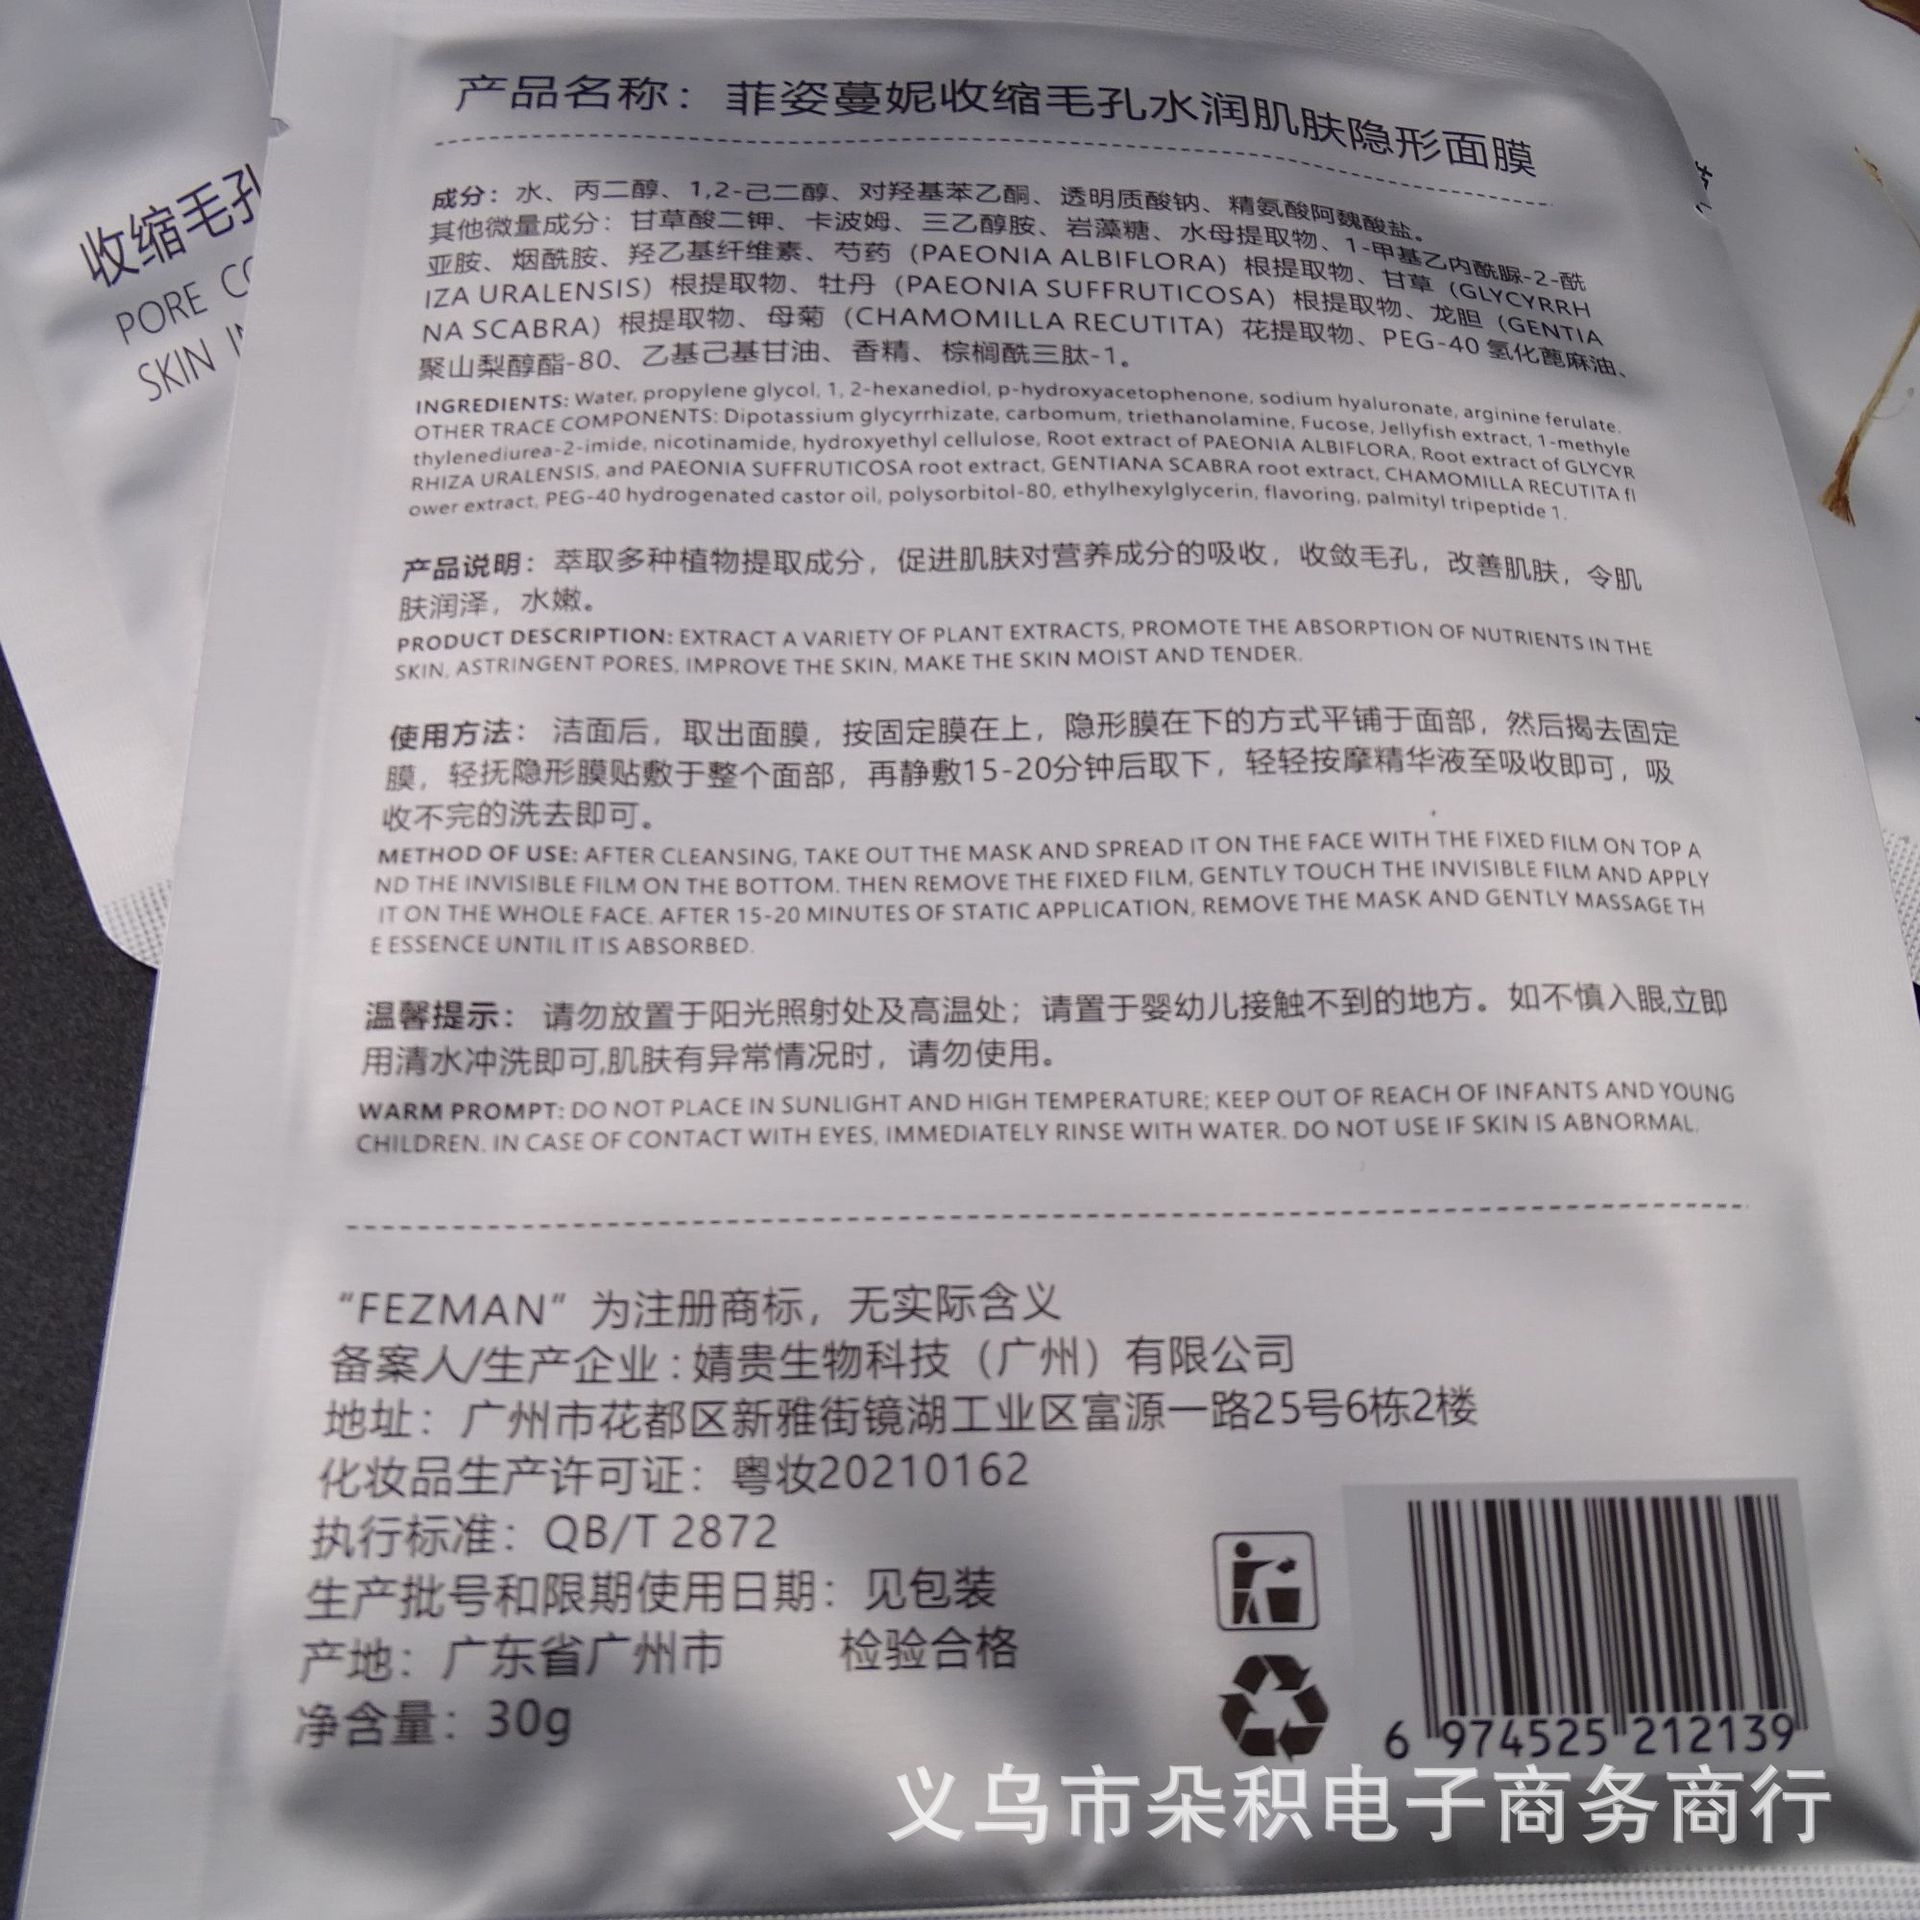 收缩毛孔
PORE CO
SKIN I
产品名称：菲姿蔓妮收缩毛孔水润肌肤隐形面膜
成分：水、丙二醇、1,2-己二醇、对羟基苯乙酮、透明质酸钠、精氨酸阿魏酸盐。
其他微量成分：甘草酸二钾、卡波姆、三乙醇胺、岩藻糖、水母提取物、1-甲基乙内酰脲-2-酰
亚胺、烟酰胺、羟乙基纤维素、芍药（PAEONIA ALBIFLORA）根提取物、甘草（GLYCYRRH
IZA URALENSIS）根提取物、牡丹（PAEONIA SUFFRUTICOSA）根提取物、龙胆（GENTIA
NA SCABRA）根提取物、母菊（CHAMOMILLA RECUTITA）花提取物、PEG-40氢化蓖麻油、
聚山梨醇酯-80、乙基己基甘油、香精、棕榈酰三肽-1。
INGREDIENTS: Water, propylene glycol, 1, 2-hexanediol, p-hydroxyacetophenone, sodium hyaluronate, arginine ferulate.
OTHER TRACE COMPONENTS: Dipotassium glycyrrhizate, carbomum, triethanolamine, Fucose, Jellyfish extract, 1-methyle
thylenediurea-2-imide, nicotinamide, hydroxyethyl cellulose, Root extract of PAEONIA ALBIFLORA, Root extract of GLYCYR
RHIZA URALENSIS, and PAEONIA SUFFRUTICOSA root extract, GENTIANA SCABRA root extract, CHAMOMILLA RECUTITA fl
ower extract, PEG-40 hydrogenated castor oil, polysorbitol-80, ethylhexylglycerin, flavoring, palmityl tripeptide 1.
产品说明：萃取多种植物提取成分，促进肌肤对营养成分的吸收，收敛毛孔，改善肌肤，令肌
肤润泽，水嫩。
PRODUCT DESCRIPTION: EXTRACT A VARIETY OF PLANT EXTRACTS, PROMOTE THE ABSORPTION OF NUTRIENTS IN THE
SKIN, ASTRINGENT PORES, IMPROVE THE SKIN, MAKE THE SKIN MOIST AND TENDER.
使用方法：洁面后，取出面膜，按固定膜在上，隐形膜在下的方式平铺于面部，然后揭去固定
膜，轻抚隐形膜贴敷于整个面部，再静敷15-20分钟后取下，轻轻按摩精华液至吸收即可，吸
收不完的洗去即可。
METHOD OF USE: AFTER CLEANSING, TAKE OUT THE MASK AND SPREAD IT ON THE FACE WITH THE FIXED FILM ON TOP A
ND THE INVISIBLE FILM ON THE BOTTOM. THEN REMOVE THE FIXED FILM, GENTLY TOUCH THE INVISIBLE FILM AND APPLY
IT ON THE WHOLE FACE. AFTER 15-20 MINUTES OF STATIC APPLICATION, REMOVE THE MASK AND GENTLY MASSAGE TH
E ESSENCE UNTIL IT IS ABSORBED.
温馨提示：请勿放置于阳光照射处及高温处；请置于婴幼儿接触不到的地方。如不慎入眼,立即
用清水冲洗即可,肌肤有异常情况时，请勿使用。
WARM PROMPT: DO NOT PLACE IN SUNLIGHT AND HIGH TEMPERATURE; KEEP OUT OF REACH OF INFANTS AND YOUNG
CHILDREN. IN CASE OF CONTACT WITH EYES, IMMEDIATELY RINSE WITH WATER. DO NOT USE IF SKIN IS ABNORMAL.
“FEZMAN”为注册商标，无实际含义
备案人/生产企业：婧贵生物科技（广州）有限公司
地址：广州市花都区新雅街镜湖工业区富源一路25号6栋2楼
化妆品生产许可证：粤妆20210162
执行标准：QB/T 2872
生产批号和限期使用日期：见包装
产地：广东省广州市 检验合格
净含量：30g
6 974525 212139
义乌市朵积电子商务商行